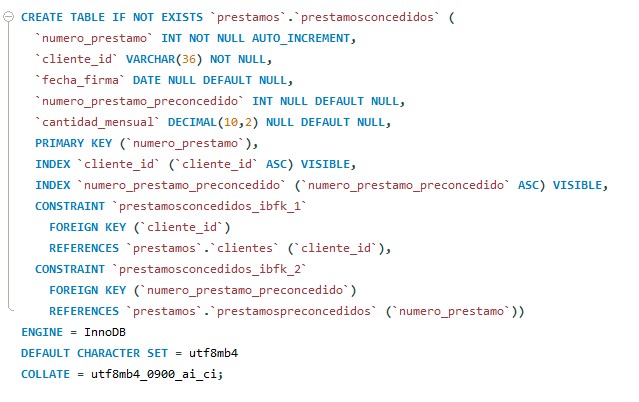 CREATE TABLE IF NOT EXISTS `prestamos`.`prestamosconcedidos` (
`numero_prestamo` INT NOT NULL AUTO_INCREMENT,
`cliente_id` VARCHAR(36) NOT NULL,
`fecha_firma` DATE NULL DEFAULT NULL,
`numero_prestamo_preconcedido` INT NULL DEFAULT NULL,
`cantidad_mensual` DECIMAL(10,2) NULL DEFAULT NULL,
PRIMARY KEY (`numero_prestamo`),
INDEX `cliente_id` (`cliente_id` ASC) VISIBLE,
INDEX `numero_prestamo_preconcedido` (`numero_prestamo_preconcedido` ASC) VISIBLE,
CONSTRAINT `prestamosconcedidos_ibfk_1`
FOREIGN KEY (`cliente_id`)
REFERENCES `prestamos`.`clientes` (`cliente_id`),
CONSTRAINT `prestamosconcedidos_ibfk_2`
FOREIGN KEY (`numero_prestamo_preconcedido`)
REFERENCES `prestamos`.`prestamospreconcedidos` (`numero_prestamo`))
ENGINE = InnoDB
DEFAULT CHARACTER SET = utf8mb4
COLLATE = utf8mb4_0900_ai_ci;